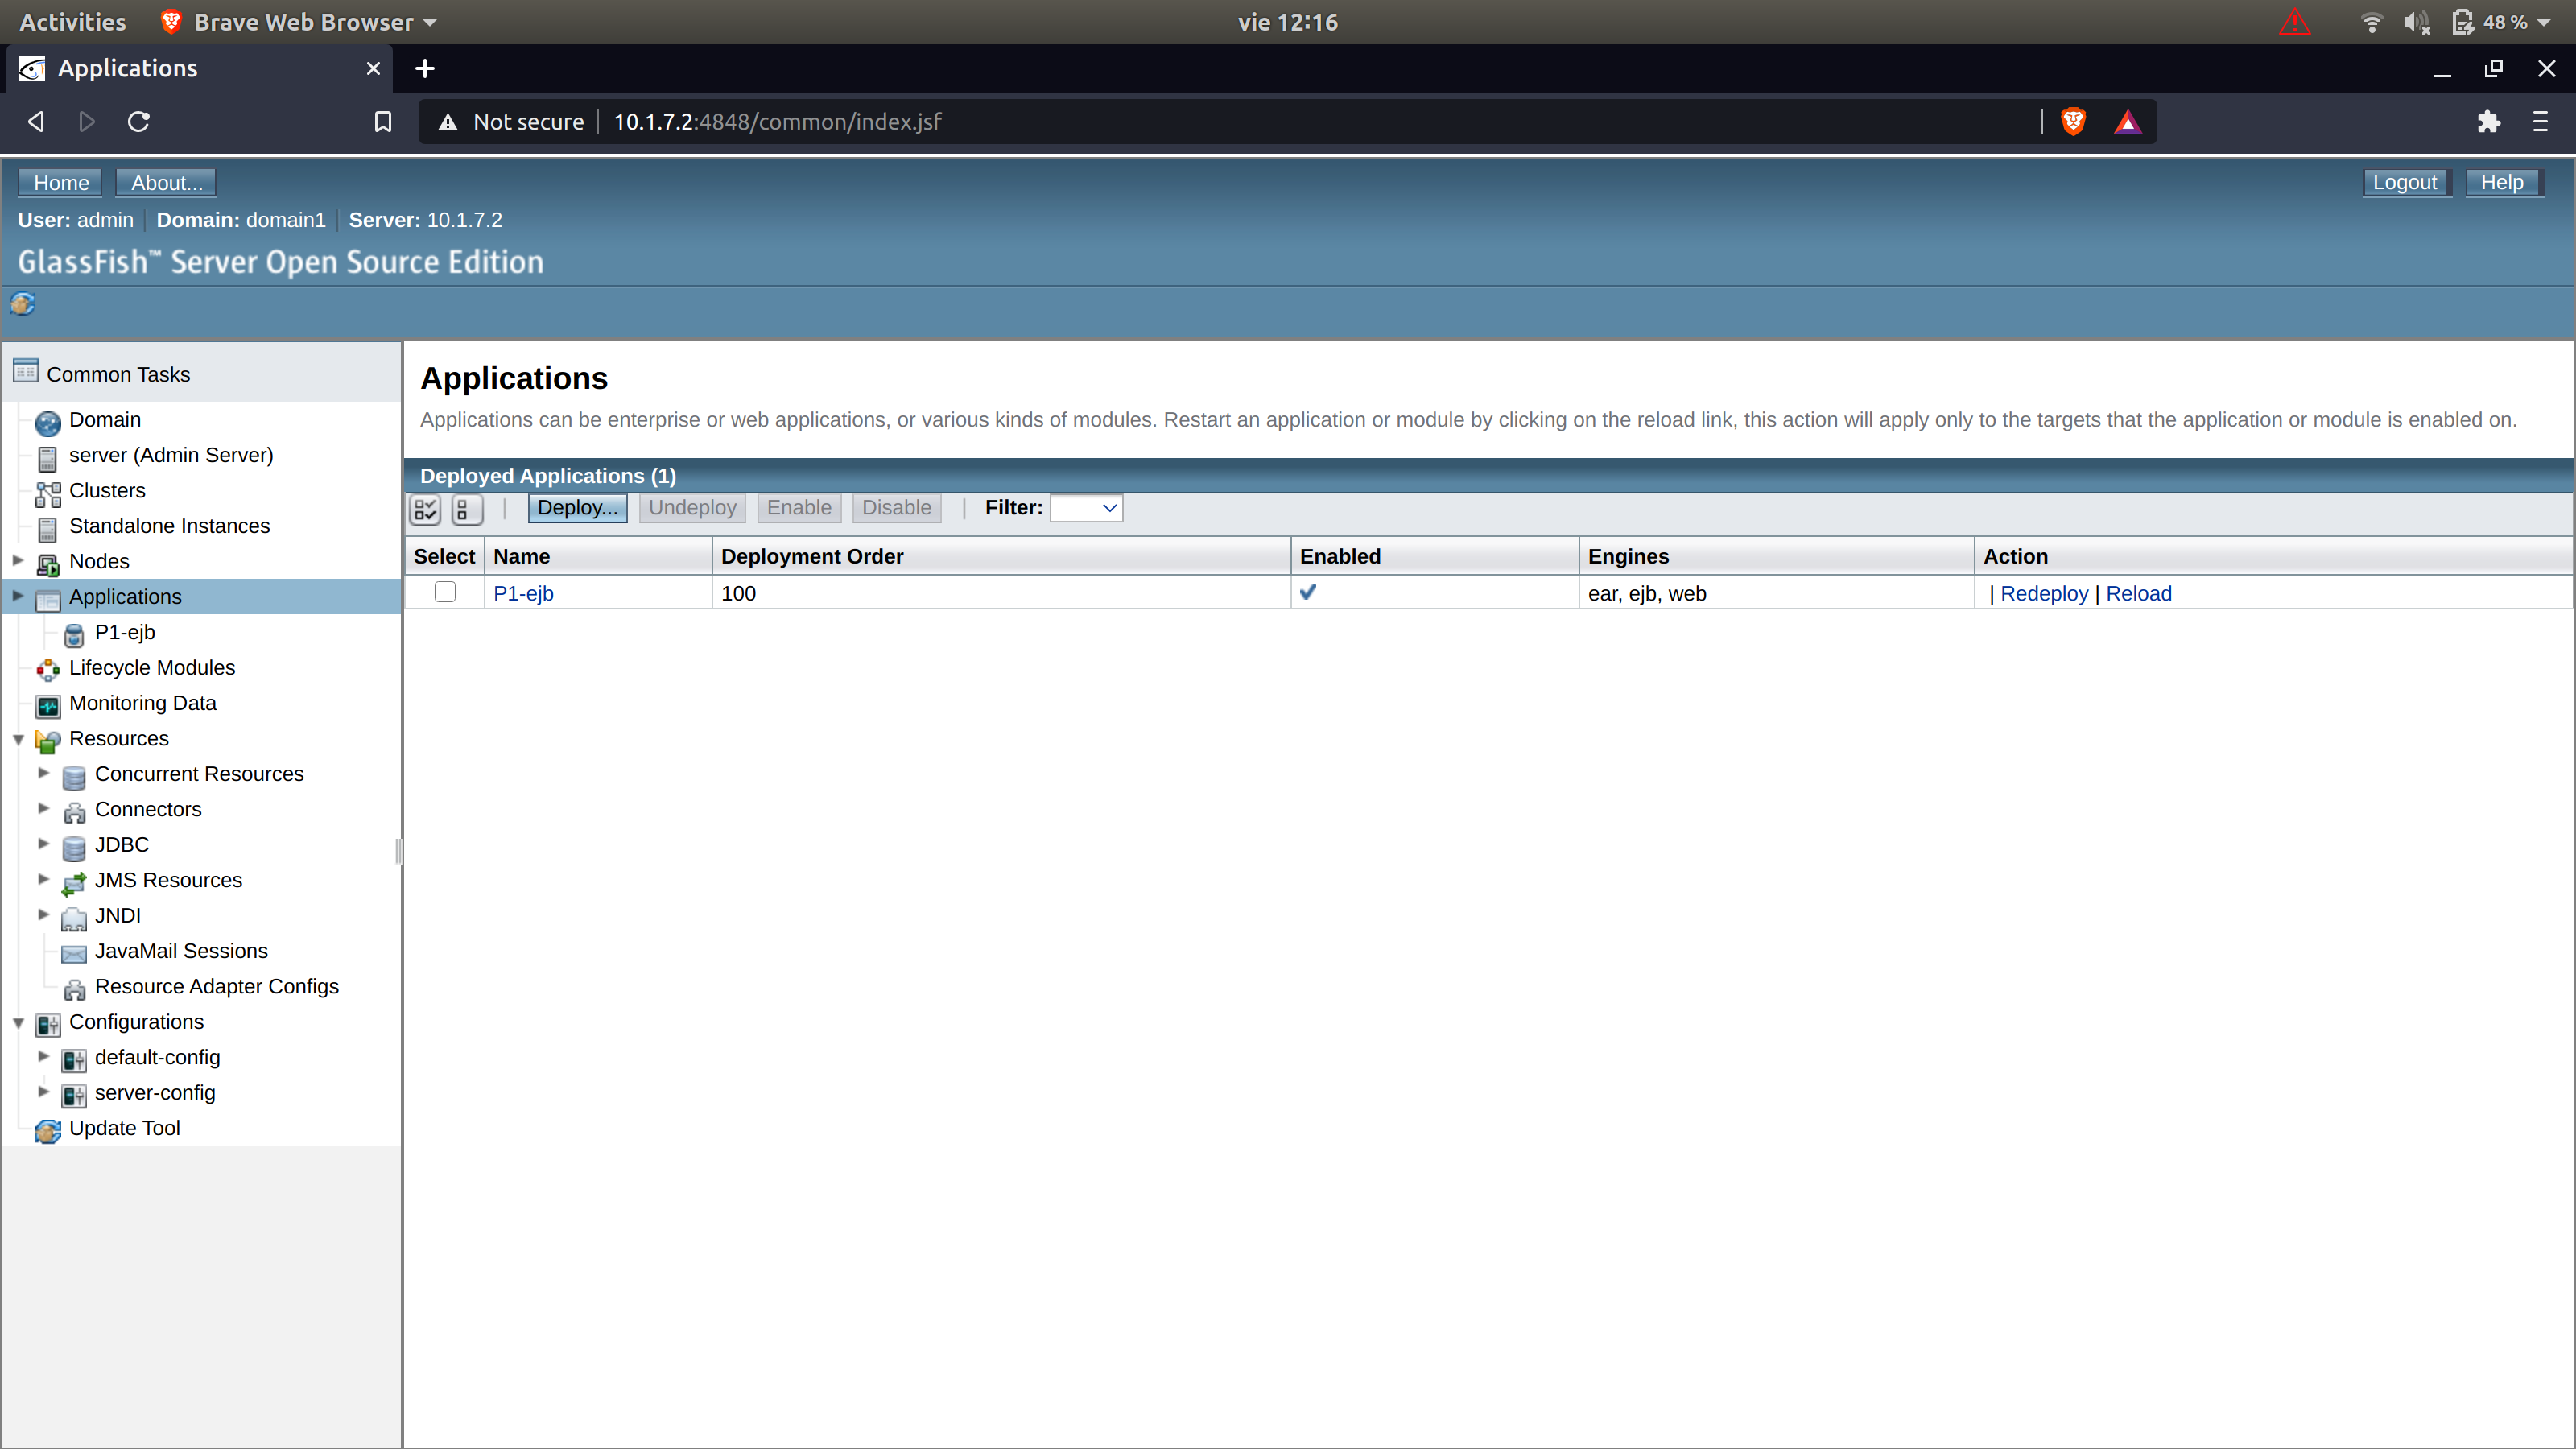 Activities Brave Web Browser vie 12:16 48 %
Applications
Not secure 10.1.7.2:4848/common/index.jsf
Home About... Logout Help
User: admin Domain: domain1 Server: 10.1.7.2
GlassFish™ Server Open Source Edition
Common Tasks
Domain
server (Admin Server)
Clusters
Standalone Instances
Nodes
Applications
P1-ejb
Lifecycle Modules
Monitoring Data
Resources
Concurrent Resources
Connectors
JDBC
JMS Resources
JNDI
JavaMail Sessions
Resource Adapter Configs
Configurations
default-config
server-config
Update Tool
Applications
Applications can be enterprise or web applications, or various kinds of modules. Restart an application or module by clicking on the reload link, this action will apply only to the targets that the application or module is enabled on.
Deployed Applications (1)
Deploy... Undeploy Enable Disable Filter:
Select Name Deployment Order Enabled Engines Action
P1-ejb 100 ear, ejb, web | Redeploy | Reload